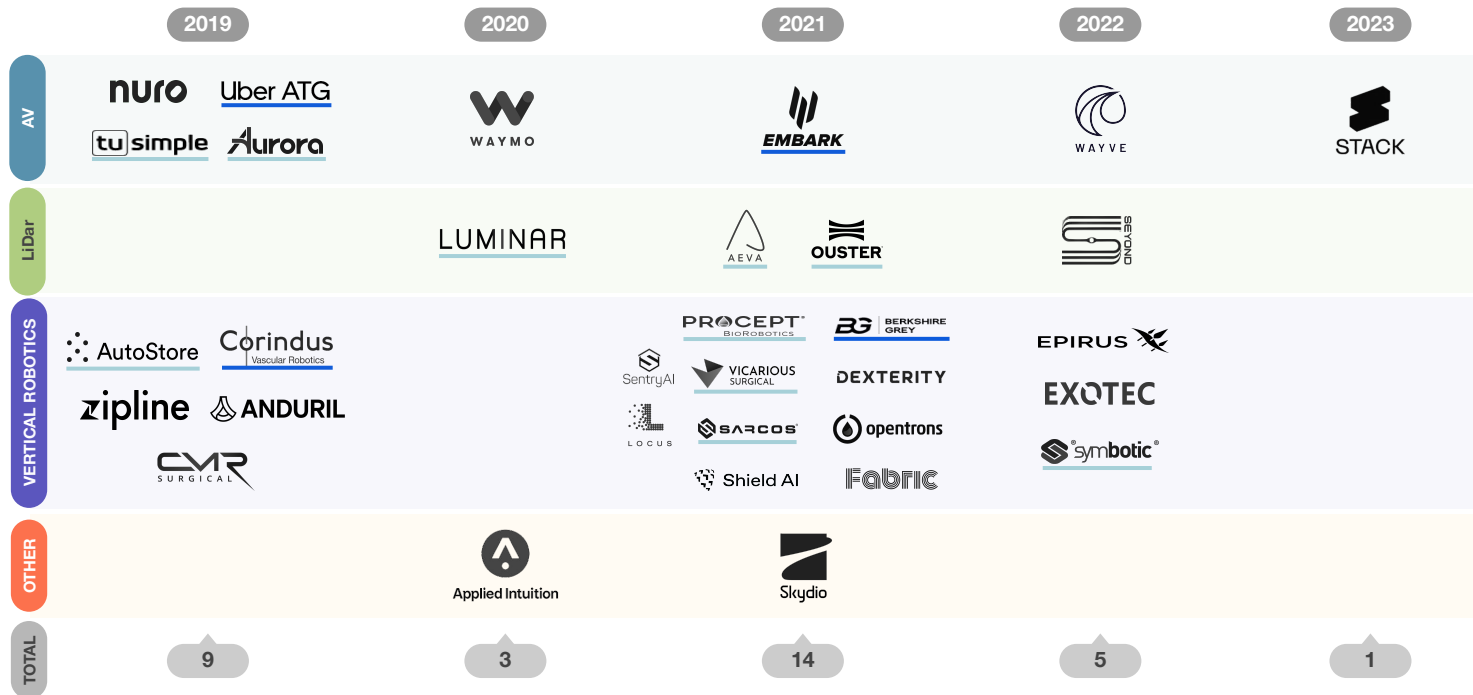 2019 2020 2021 2022 2023
AV
nuro Uber ATG
tu simple Aurora
WAYMO
EMBARK
WAYVE
STACK
LiDar
LUMINAR
AEVA
OUSTER
SEYOND
VERTICAL ROBOTICS
AutoStore
Corindus
Vascular Robotics
zipline ANDURIL
CMR
SURGICAL
PROCEPT®
BIOROBOTICS
BG BERKSHIRE
GREY
SentryAI
VICARIOUS
SURGICAL
DEXTERITY
L
LOCUS
SARCOS
opentrons
Shield AI
Fabric
EPIRUS
EXOTEC
symbotic®
OTHER
Applied Intuition
Skydio
TOTAL
9 3 14 5 1